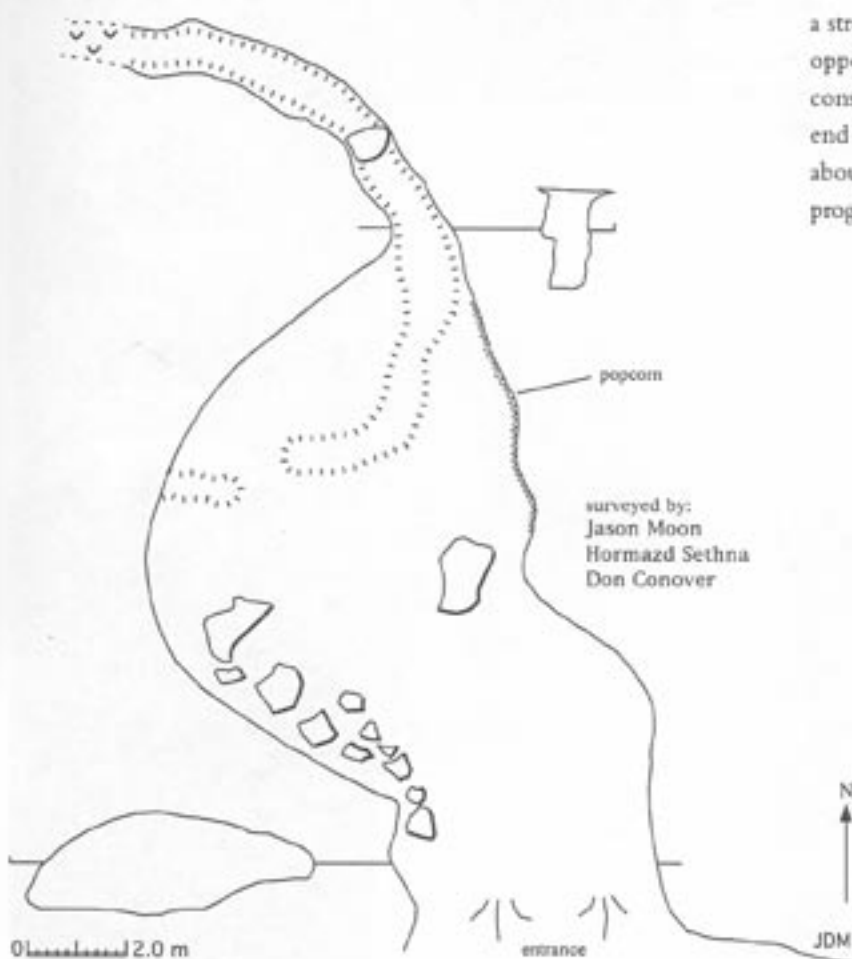 a str
oppo
cons
end
abou
prog
popcorn
surveyed by:
Jason Moon
Hormazd Sethna
Don Conover
N
0 2.0 m
entrance
JDM